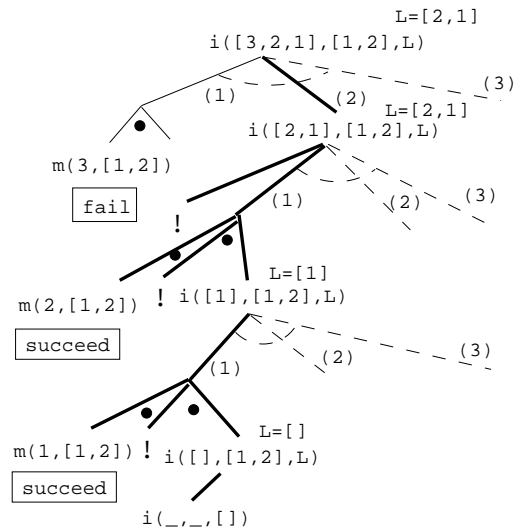 L=[2,1]
i([3,2,1],[1,2],L)
(3)
(1)
(2)
L=[2,1]
i([2,1],[1,2],L)
m(3,[1,2])
fail
(1)
(2)
(3)
!
L=[1]
m(2,[1,2])
!
i([1],[1,2],L)
succeed
(1)
(2)
(3)
L=[]
m(1,[1,2])
!
i([],[1,2],L)
succeed
i(_,_,[])